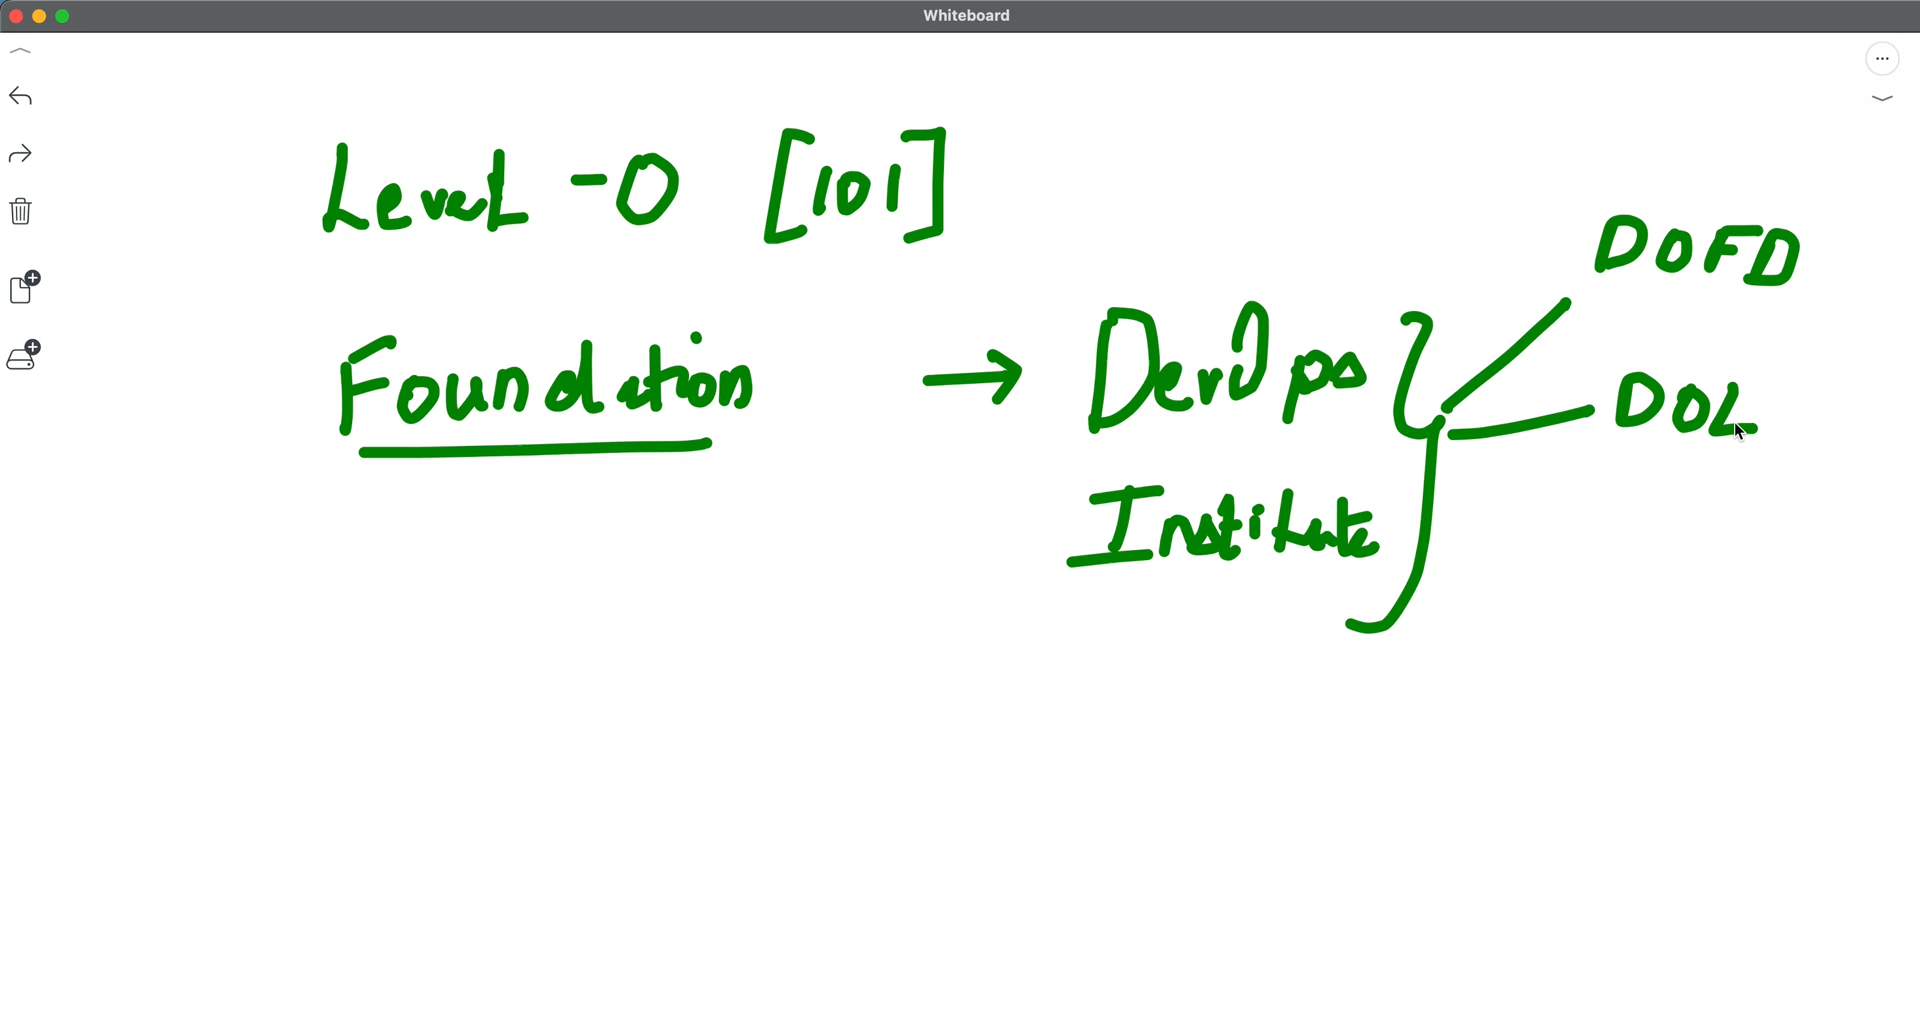 Whiteboard
Level -0 [101]
DOFD
Foundation → DevOps
DOL
Institute